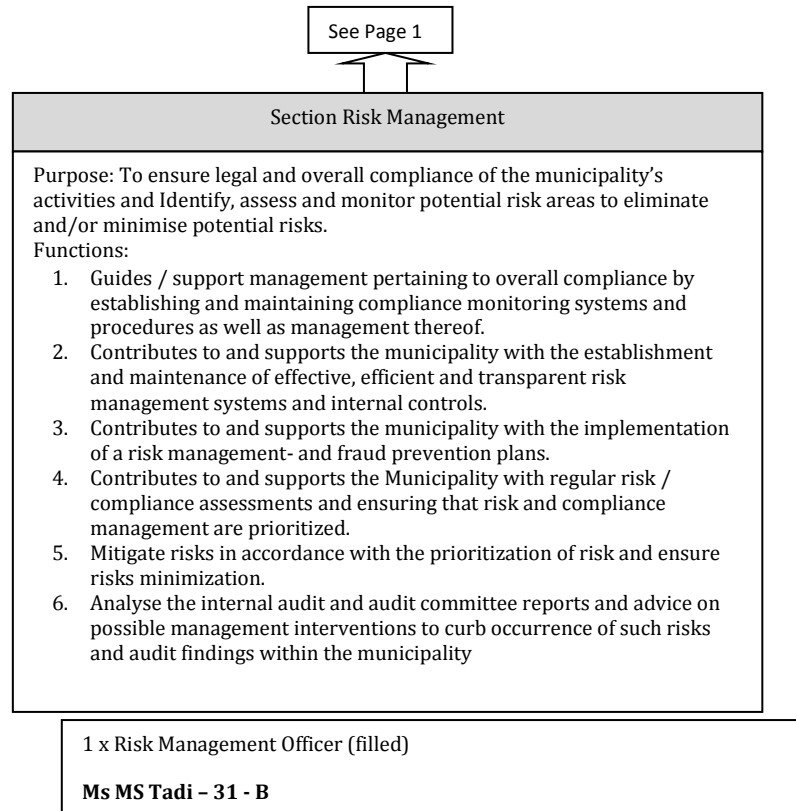 See Page 1
Section Risk Management
Purpose: To ensure legal and overall compliance of the municipality's
activities and Identify, assess and monitor potential risk areas to eliminate
and/or minimise potential risks.
Functions:
1. Guides / support management pertaining to overall compliance by
establishing and maintaining compliance monitoring systems and
procedures as well as management thereof.
2. Contributes to and supports the municipality with the establishment
and maintenance of effective, efficient and transparent risk
management systems and internal controls.
3. Contributes to and supports the municipality with the implementation
of a risk management- and fraud prevention plans.
4. Contributes to and supports the Municipality with regular risk /
compliance assessments and ensuring that risk and compliance
management are prioritized.
5. Mitigate risks in accordance with the prioritization of risk and ensure
risks minimization.
6. Analyse the internal audit and audit committee reports and advice on
possible management interventions to curb occurrence of such risks
and audit findings within the municipality
1 x Risk Management Officer (filled)
Ms MS Tadi – 31 - B